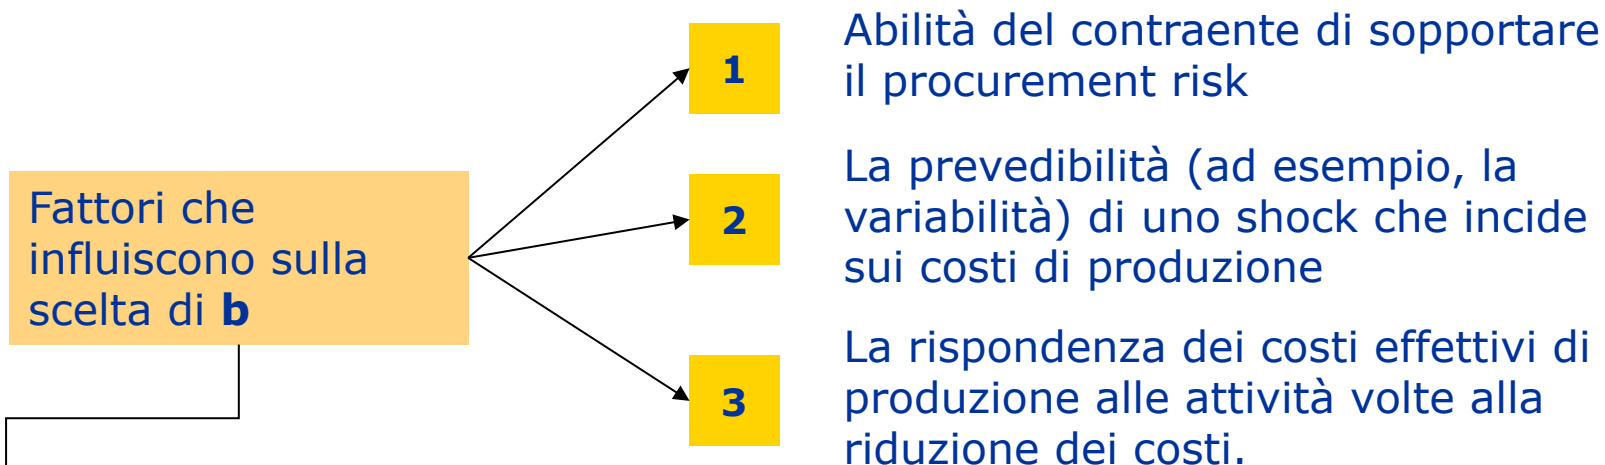 Fattori che
influiscono sulla
scelta di b
1
Abilità del contraente di sopportare
il procurement risk
2
La prevedibilità (ad esempio, la
variabilità) di uno shock che incide
sui costi di produzione
3
La rispondenza dei costi effettivi di
produzione alle attività volte alla
riduzione dei costi.